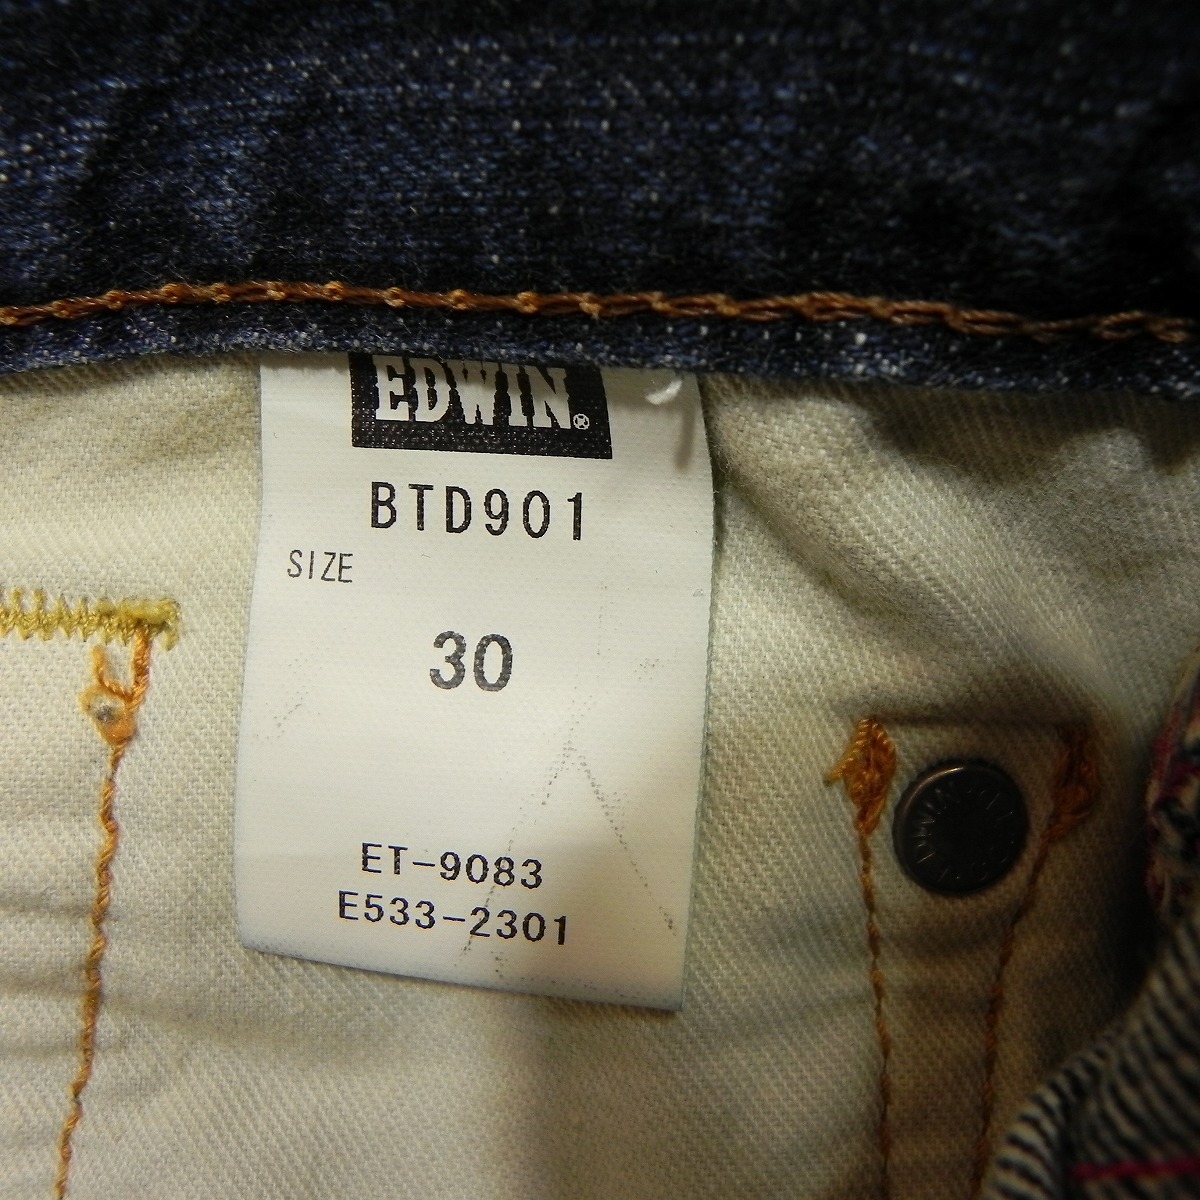 EDWIN®
BTD901
SIZE
30
ET-9083
E533-2301